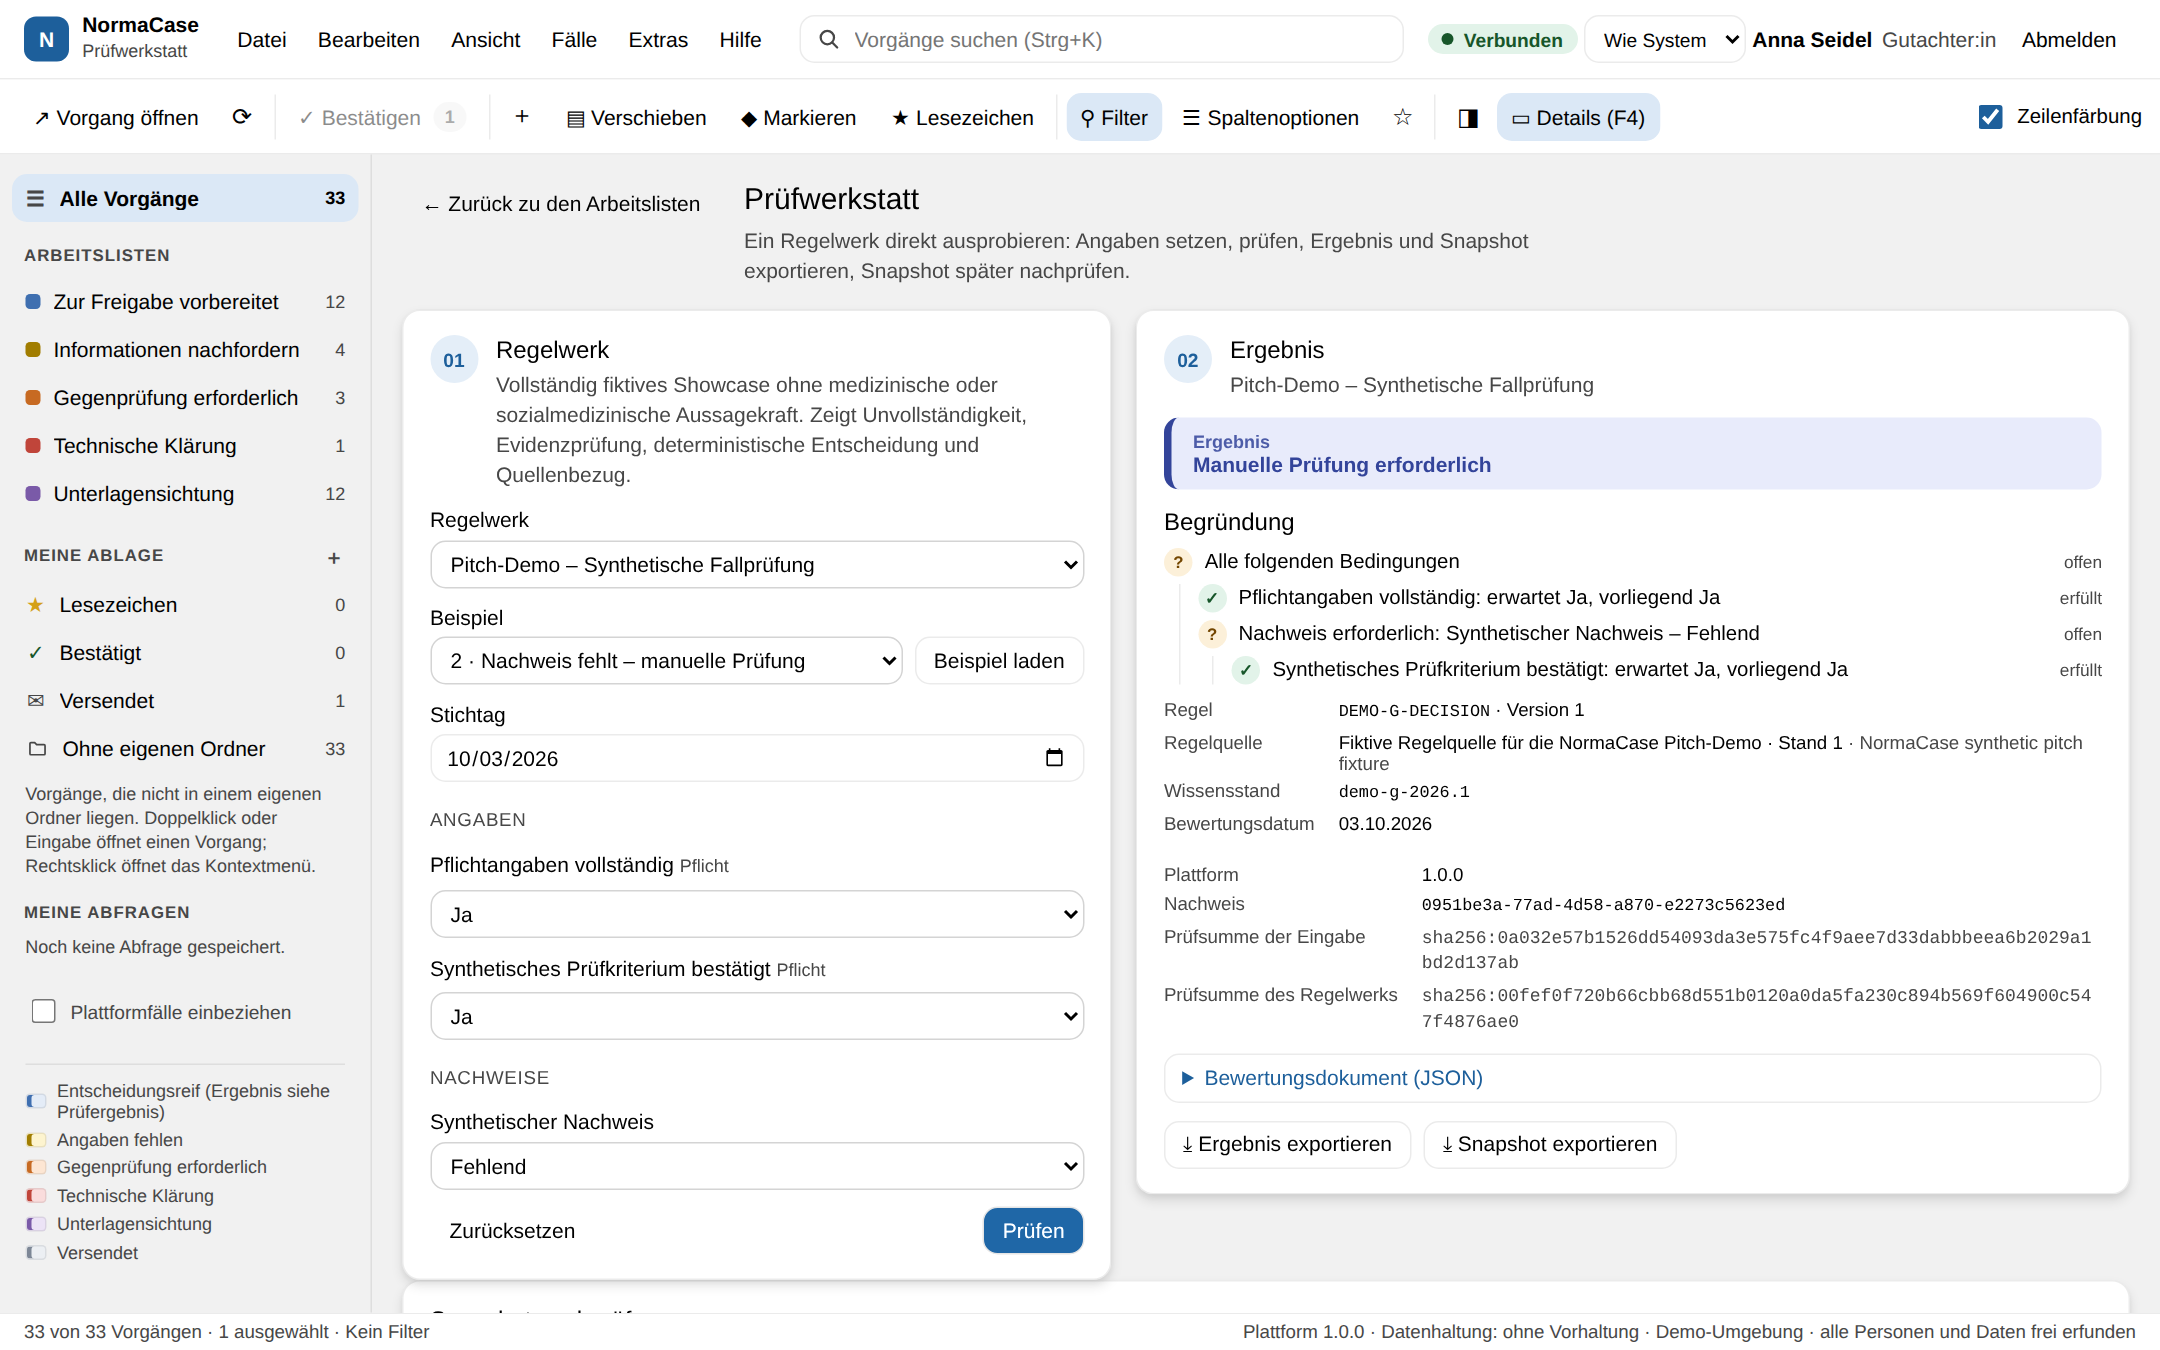 N
NormaCase
Prüfwerkstatt
Datei Bearbeiten Ansicht Fälle Extras Hilfe
Vorgänge suchen (Strg+K)
Verbunden
Wie System
Anna Seidel Gutachter:in
Abmelden
↗ Vorgang öffnen
⟳
✓ Bestätigen 1
+
▤ Verschieben
◆ Markieren
★ Lesezeichen
⚲ Filter
☰ Spaltenoptionen
☆
◨
▭ Details (F4)
Zeilenfärbung
☰ Alle Vorgänge 33
ARBEITSLISTEN
Zur Freigabe vorbereitet 12
Informationen nachfordern 4
Gegenprüfung erforderlich 3
Technische Klärung 1
Unterlagensichtung 12
MEINE ABLAGE +
★ Lesezeichen 0
✓ Bestätigt 0
✉ Versendet 1
Ohne eigenen Ordner 33
Vorgänge, die nicht in einem eigenen
Ordner liegen. Doppelklick oder
Eingabe öffnet einen Vorgang;
Rechtsklick öffnet das Kontextmenü.
MEINE ABFRAGEN
Noch keine Abfrage gespeichert.
Plattformfälle einbeziehen
Entscheidungsreif (Ergebnis siehe
Prüfergebnis)
Angaben fehlen
Gegenprüfung erforderlich
Technische Klärung
Unterlagensichtung
Versendet
← Zurück zu den Arbeitslisten
Prüfwerkstatt
Ein Regelwerk direkt ausprobieren: Angaben setzen, prüfen, Ergebnis und Snapshot
exportieren, Snapshot später nachprüfen.
01
Regelwerk
Vollständig fiktives Showcase ohne medizinische oder
sozialmedizinische Aussagekraft. Zeigt Unvollständigkeit,
Evidenzprüfung, deterministische Entscheidung und
Quellenbezug.
Regelwerk
Pitch-Demo – Synthetische Fallprüfung
Beispiel
2 · Nachweis fehlt – manuelle Prüfung
Beispiel laden
Stichtag
10/03/2026
ANGABEN
Pflichtangaben vollständig Pflicht
Ja
Synthetisches Prüfkriterium bestätigt Pflicht
Ja
NACHWEISE
Synthetischer Nachweis
Fehlend
Zurücksetzen
Prüfen
02
Ergebnis
Pitch-Demo – Synthetische Fallprüfung
Ergebnis
Manuelle Prüfung erforderlich
Begründung
? Alle folgenden Bedingungen offen
✓ Pflichtangaben vollständig: erwartet Ja, vorliegend Ja erfüllt
? Nachweis erforderlich: Synthetischer Nachweis – Fehlend offen
✓ Synthetisches Prüfkriterium bestätigt: erwartet Ja, vorliegend Ja erfüllt
Regel DEMO-G-DECISION · Version 1
Regelquelle Fiktive Regelquelle für die NormaCase Pitch-Demo · Stand 1 · NormaCase synthetic pitch
fixture
Wissensstand demo-g-2026.1
Bewertungsdatum 03.10.2026
Plattform 1.0.0
Nachweis 0951be3a-77ad-4d58-a870-e2273c5623ed
Prüfsumme der Eingabe sha256:0a032e57b1526dd54093da3e575fc4f9aee7d33dabbbeea6b2029a1
bd2d137ab
Prüfsumme des Regelwerks sha256:00fef0f720b66cbb68d551b0120a0da5fa230c894b569f604900c54
7f4876ae0
▶ Bewertungsdokument (JSON)
⤓ Ergebnis exportieren
⤓ Snapshot exportieren
33 von 33 Vorgängen · 1 ausgewählt · Kein Filter
Plattform 1.0.0 · Datenhaltung: ohne Vorhaltung · Demo-Umgebung · alle Personen und Daten frei erfunden